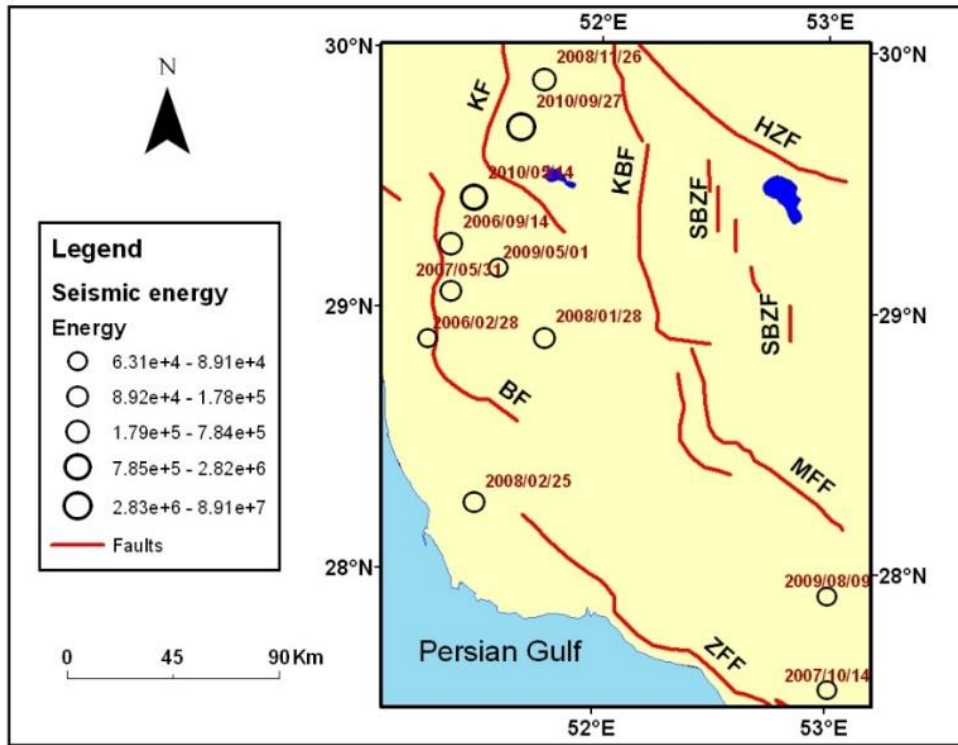 52°E
53°E
30°N
30°N
N
2008/11/26
KF
2010/09/27
HZF
2010/05/14
KBF
SBZF
2006/09/14
2009/05/01
2007/05/31
29°N
29°N
2006/02/28
2008/01/28
SBZF
BF
MFF
2008/02/25
28°N
28°N
2009/08/09
ZFF
Persian Gulf
2007/10/14
52°E
53°E
Legend
Seismic energy
Energy
6.31e+4 - 8.91e+4
8.92e+4 - 1.78e+5
1.79e+5 - 7.84e+5
7.85e+5 - 2.82e+6
2.83e+6 - 8.91e+7
Faults
0 45 90 Km